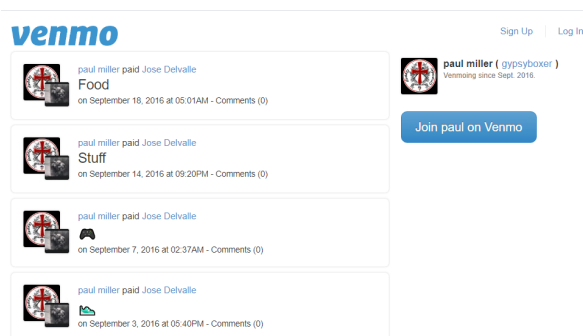 venmo
Sign Up
Log In
paul miller paid Jose Delvalle
Food
on September 18, 2016 at 05:01AM - Comments (0)
paul miller paid Jose Delvalle
Stuff
on September 14, 2016 at 09:20PM - Comments (0)
paul miller paid Jose Delvalle
🎮
on September 7, 2016 at 02:37AM - Comments (0)
paul miller paid Jose Delvalle
👟
on September 3, 2016 at 05:40PM - Comments (0)
paul miller ( gypsyboxer )
Venmoing since Sept. 2016.
Join paul on Venmo